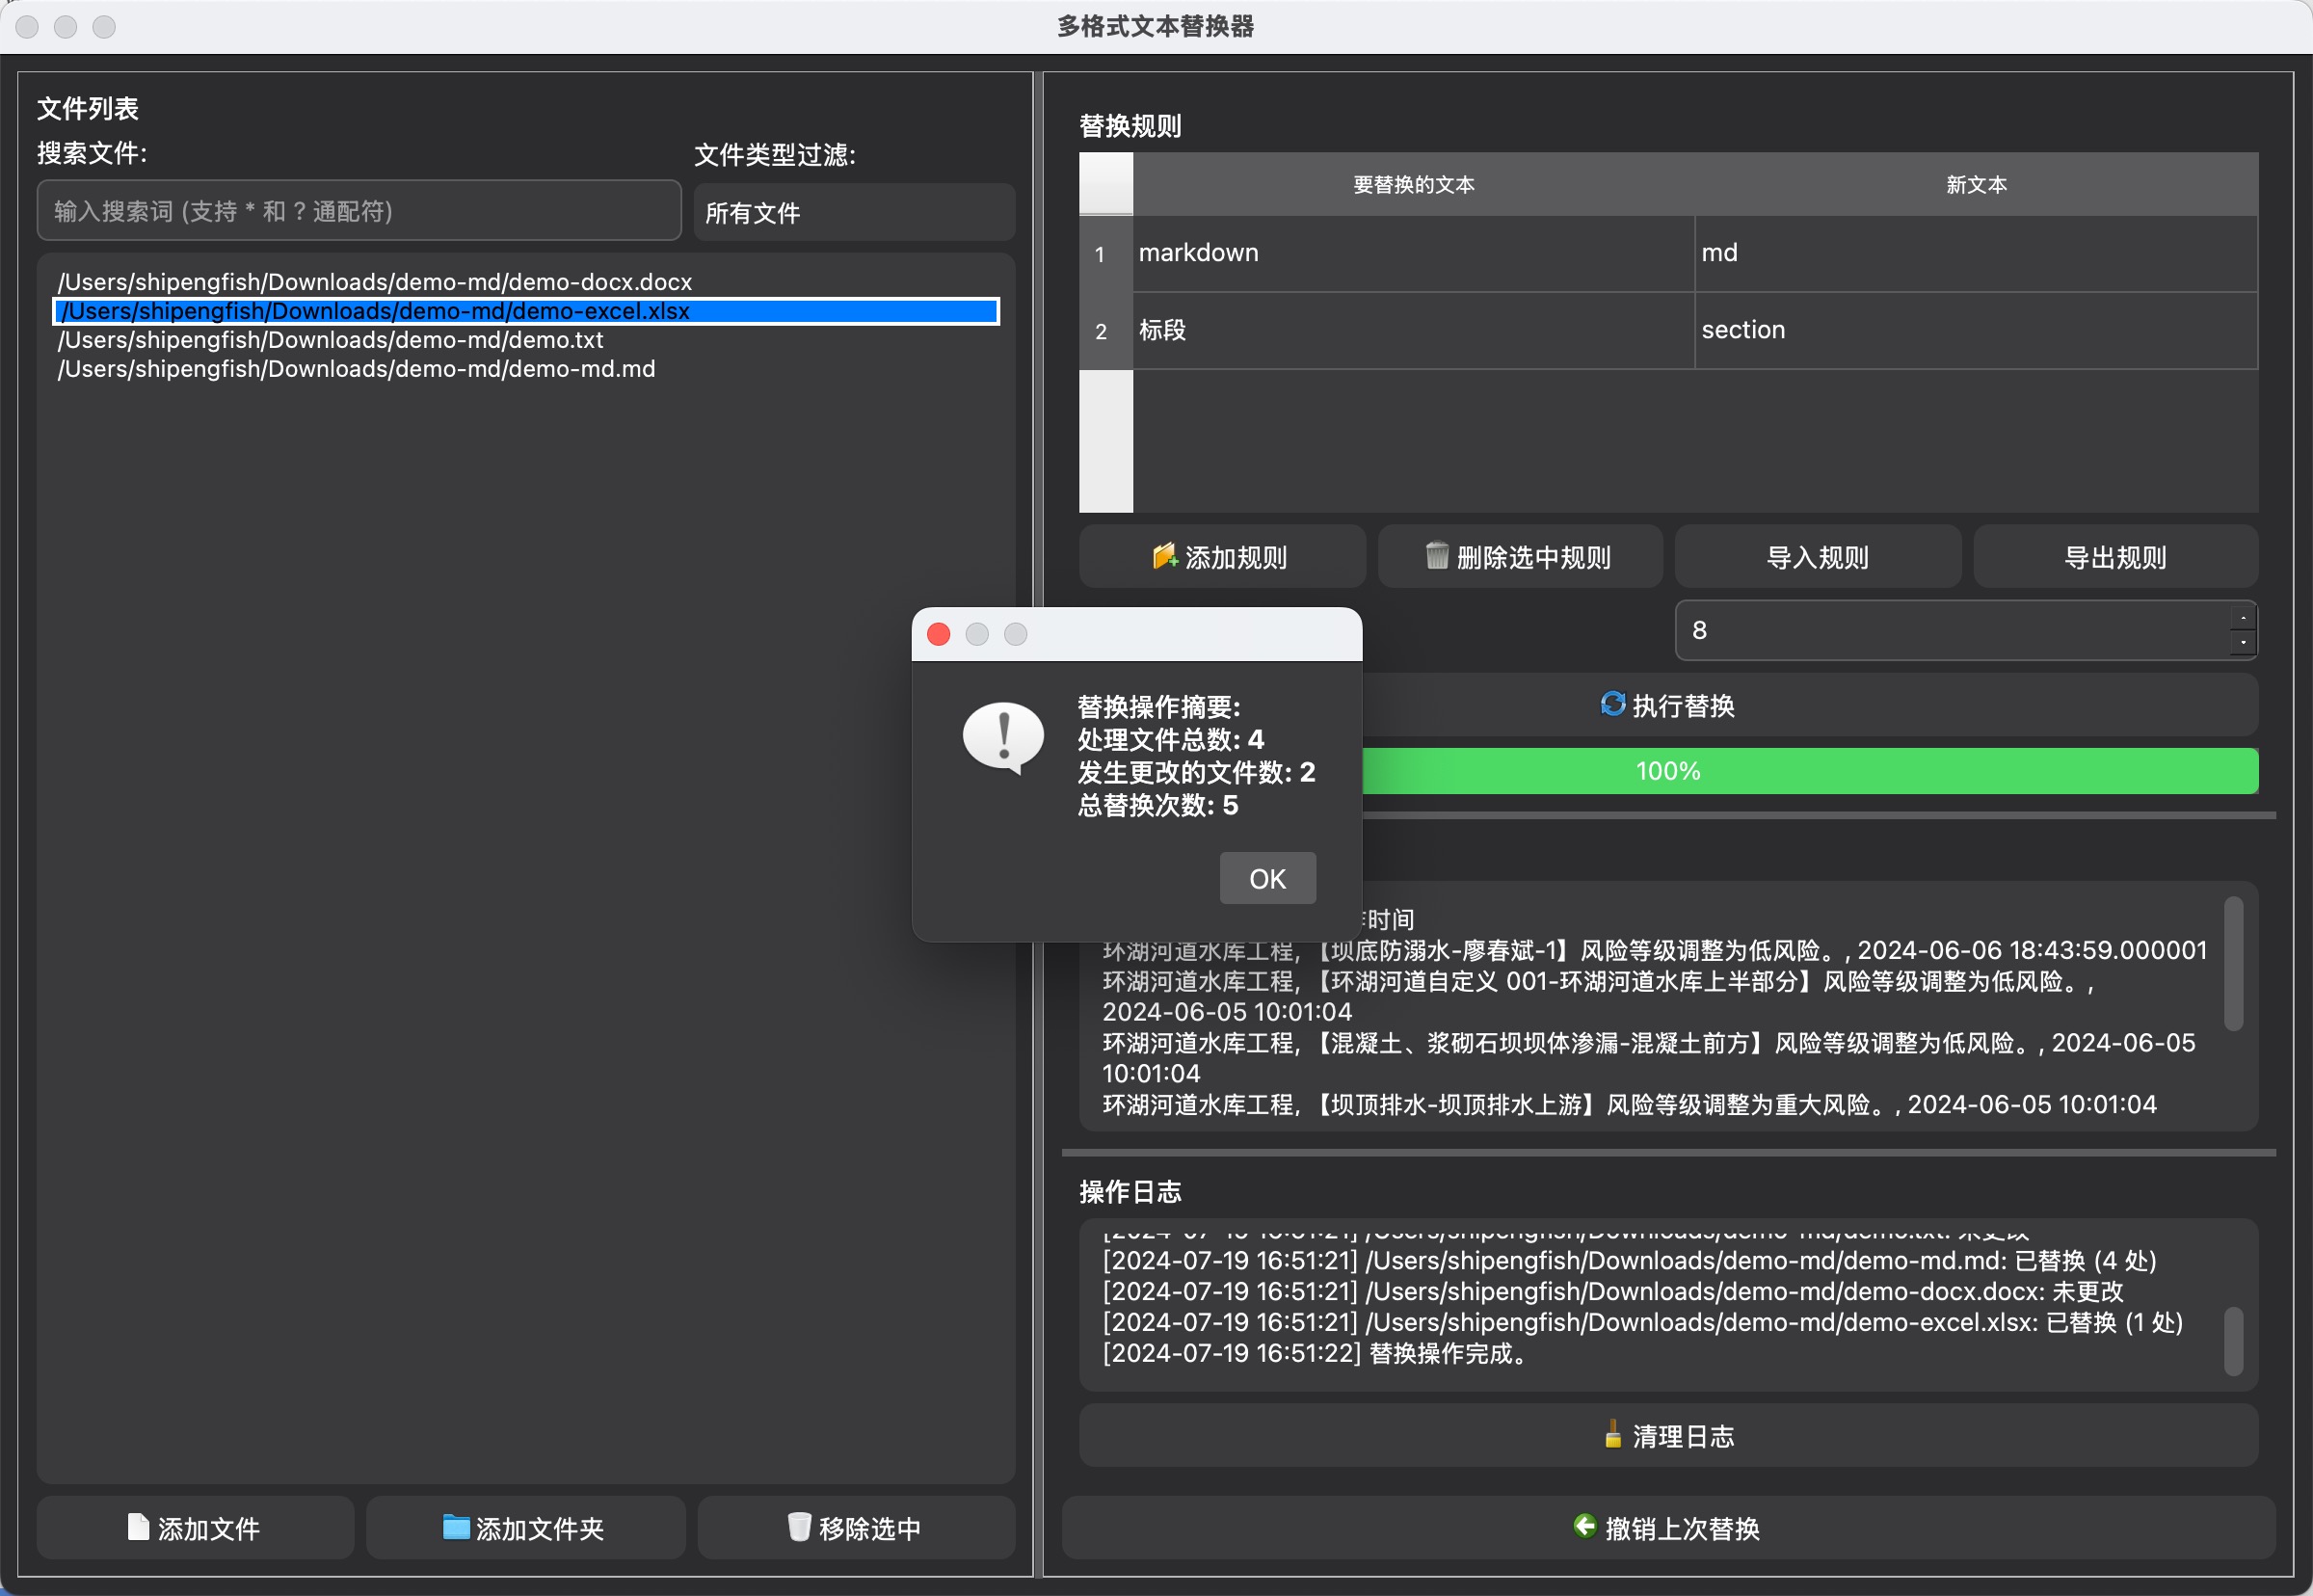 多格式文本替换器
文件列表
搜索文件:
文件类型过滤:
输入搜索词 (支持 * 和 ? 通配符)
所有文件
/Users/shipengfish/Downloads/demo-md/demo-docx.docx
/Users/shipengfish/Downloads/demo-md/demo-excel.xlsx
/Users/shipengfish/Downloads/demo-md/demo.txt
/Users/shipengfish/Downloads/demo-md/demo-md.md
添加文件
添加文件夹
移除选中
替换规则
要替换的文本 新文本
1 markdown md
2 标段 section
添加规则
删除选中规则
导入规则
导出规则
8
执行替换
100%
替换操作摘要:
处理文件总数: 4
发生更改的文件数: 2
总替换次数: 5
OK
时间
环湖河道水库工程, 【坝底防溺水-廖春斌-1】风险等级调整为低风险。, 2024-06-06 18:43:59.000001
环湖河道水库工程, 【环湖河道自定义 001-环湖河道水库上半部分】风险等级调整为低风险。,
2024-06-05 10:01:04
环湖河道水库工程, 【混凝土、浆砌石坝坝体渗漏-混凝土前方】风险等级调整为低风险。, 2024-06-05
10:01:04
环湖河道水库工程, 【坝顶排水-坝顶排水上游】风险等级调整为重大风险。, 2024-06-05 10:01:04
操作日志
[2024-07-19 16:51:21] /Users/shipengfish/Downloads/demo-md/demo.txt: 未更改
[2024-07-19 16:51:21] /Users/shipengfish/Downloads/demo-md/demo-md.md: 已替换 (4 处)
[2024-07-19 16:51:21] /Users/shipengfish/Downloads/demo-md/demo-docx.docx: 未更改
[2024-07-19 16:51:21] /Users/shipengfish/Downloads/demo-md/demo-excel.xlsx: 已替换 (1 处)
[2024-07-19 16:51:22] 替换操作完成。
清理日志
撤销上次替换